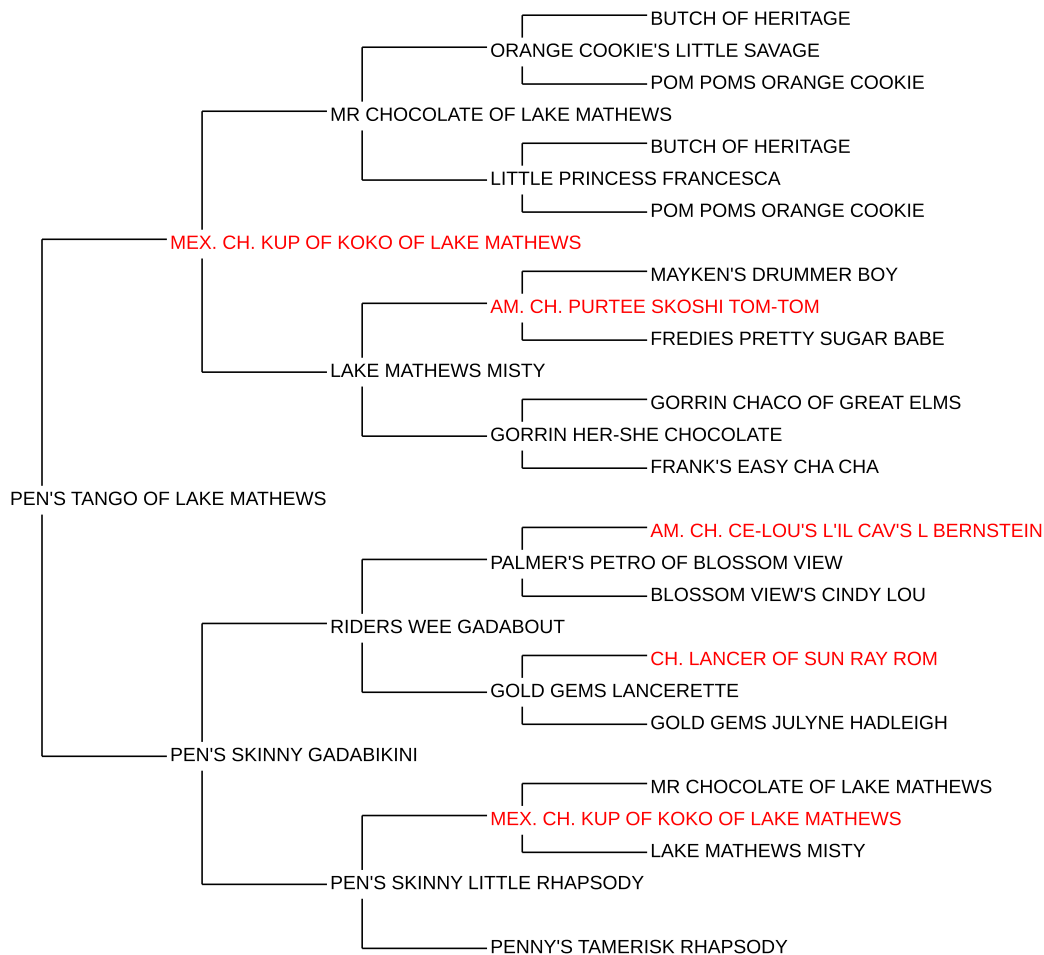 BUTCH OF HERITAGE
ORANGE COOKIE'S LITTLE SAVAGE
POM POMS ORANGE COOKIE
MR CHOCOLATE OF LAKE MATHEWS
BUTCH OF HERITAGE
LITTLE PRINCESS FRANCESCA
POM POMS ORANGE COOKIE
MEX. CH. KUP OF KOKO OF LAKE MATHEWS
MAYKEN'S DRUMMER BOY
AM. CH. PURTEE SKOSHI TOM-TOM
FREDIES PRETTY SUGAR BABE
LAKE MATHEWS MISTY
GORRIN CHACO OF GREAT ELMS
GORRIN HER-SHE CHOCOLATE
FRANK'S EASY CHA CHA
PEN'S TANGO OF LAKE MATHEWS
AM. CH. CE-LOU'S L'IL CAV'S L BERNSTEIN
PALMER'S PETRO OF BLOSSOM VIEW
BLOSSOM VIEW'S CINDY LOU
RIDERS WEE GADABOUT
CH. LANCER OF SUN RAY ROM
GOLD GEMS LANCERETTE
GOLD GEMS JULYNE HADLEIGH
PEN'S SKINNY GADABIKINI
MR CHOCOLATE OF LAKE MATHEWS
MEX. CH. KUP OF KOKO OF LAKE MATHEWS
LAKE MATHEWS MISTY
PEN'S SKINNY LITTLE RHAPSODY
PENNY'S TAMERISK RHAPSODY